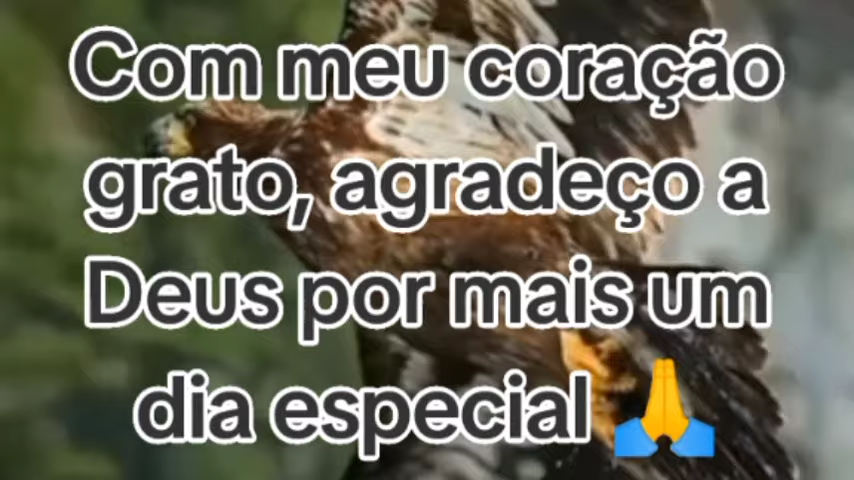 Com meu coração
grato, agradeço a
Deus por mais um
dia especial 🙏